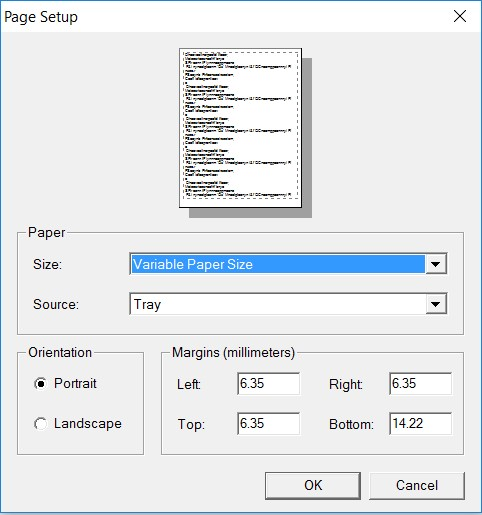 Page Setup
Paper
Size: Variable Paper Size
Source: Tray
Orientation
Portrait
Landscape
Margins (millimeters)
Left: 6.35 Right: 6.35
Top: 6.35 Bottom: 14.22
OK Cancel